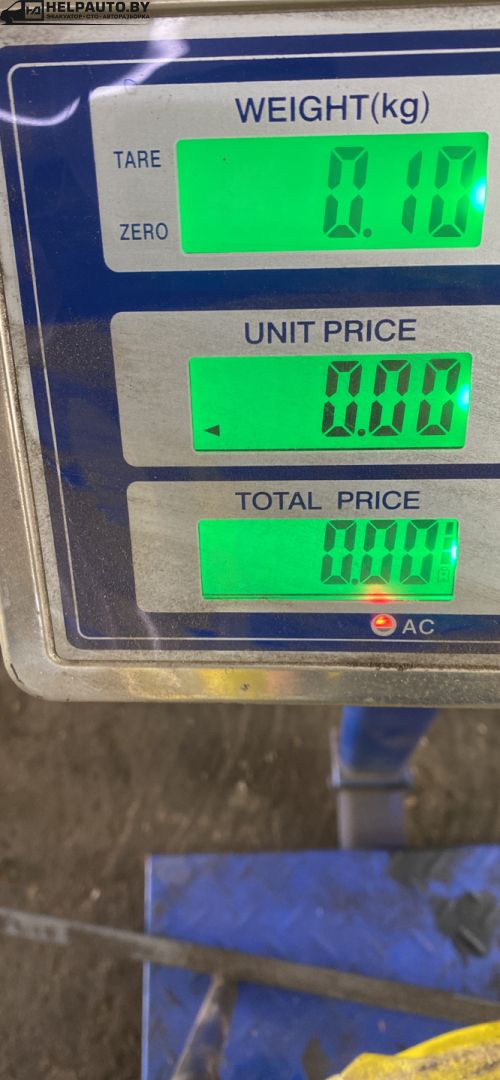 HELPAUTO.BY
ЭВАКУАТОР·СТО·АВТОРАЗБОРКА
WEIGHT(kg)
TARE
0.10
ZERO
UNIT PRICE
0.00
TOTAL PRICE
0.00
AC